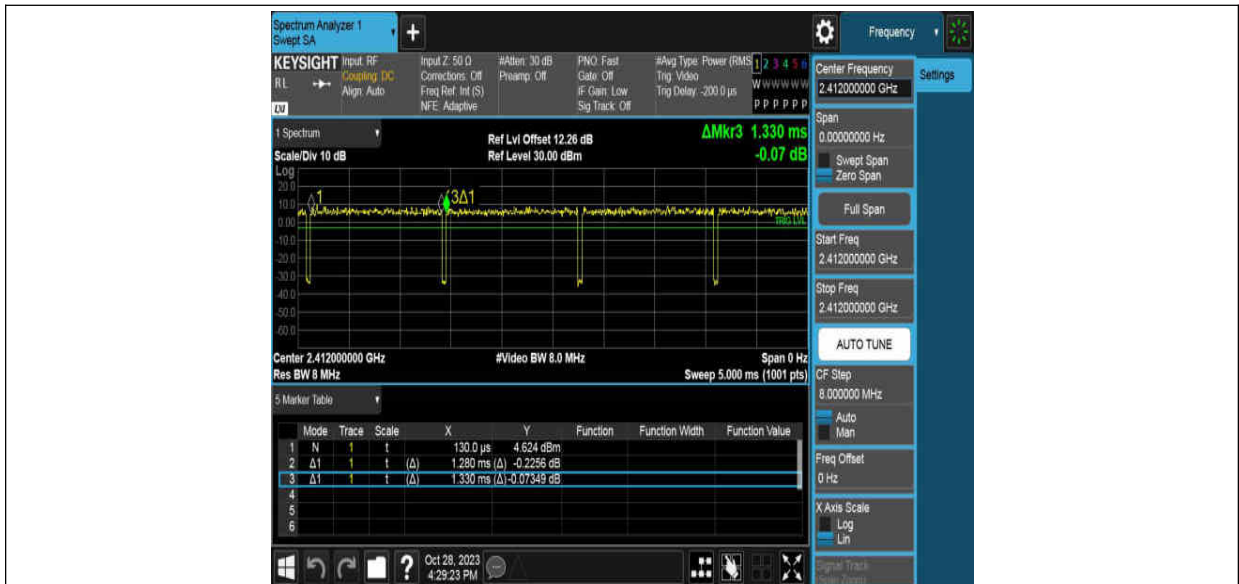 Spectrum Analyzer 1
Swept SA
+
Frequency
KEYSIGHT
RL
LXI
Input: RF
Coupling: DC
Align: Auto
Input Z: 50 Ω
Corrections: Off
Freq Ref: Int (S)
NFE: Adaptive
#Atten: 30 dB
Preamp: Off
PNO: Fast
Gate: Off
IF Gain: Low
Sig Track: Off
#Avg Type: Power (RMS
Trig: Video
Trig Delay: -200.0 µs
1 2 3 4 5 6
W W W W W W
P P P P P P
1 Spectrum
Scale/Div 10 dB
Ref Lvl Offset 12.26 dB
Ref Level 30.00 dBm
ΔMkr3 1.330 ms
-0.07 dB
Log
20.0
10.0
0.00
-10.0
-20.0
-30.0
-40.0
-50.0
-60.0
1
3Δ1
TRIG LVL
Center 2.412000000 GHz
Res BW 8 MHz
#Video BW 8.0 MHz
Span 0 Hz
Sweep 5.000 ms (1001 pts)
5 Marker Table
Mode Trace Scale X Y Function Function Width Function Value
1 N 1 t 130.0 µs 4.624 dBm
2 Δ1 1 t (Δ) 1.280 ms (Δ) -0.2256 dB
3 Δ1 1 t (Δ) 1.330 ms (Δ) -0.07349 dB
4
5
6
?
Oct 28, 2023
4:29:23 PM
Center Frequency
2.412000000 GHz
Settings
Span
0.00000000 Hz
Swept Span
Zero Span
Full Span
Start Freq
2.412000000 GHz
Stop Freq
2.412000000 GHz
AUTO TUNE
CF Step
8.000000 MHz
Auto
Man
Freq Offset
0 Hz
X Axis Scale
Log
Lin
Signal Track
(Span Zoom)